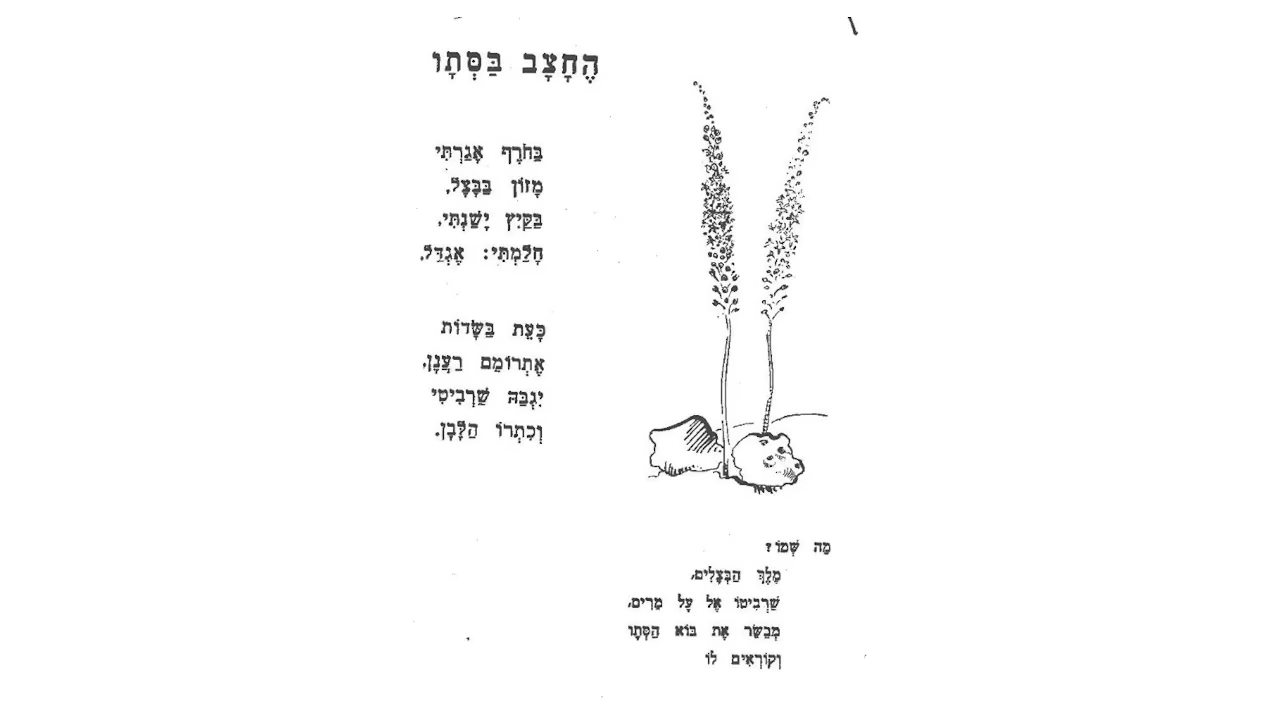 הֶחָצָב בַּסְּתָו
בַּחֹרֶף אָגַרְתִּי
מָזוֹן בַּבָּצָל,
בַּקַּיִץ יָשַׁנְתִּי,
חָלַמְתִּי: אֶגְדַּל.
כָּעֵת בַּשָּׂדוֹת
אֶתְרוֹמֵם רַעֲנָן,
יִגְבַּהּ שַׁרְבִיטִי
וְכִתְרוֹ הַלָּבָן.
מַה שְּׁמוֹ?
מֶלֶךְ הַבְּצָלִים,
שַׁרְבִיטוֹ אֶל עָל מֵרִים,
מְבַשֵּׂר אֶת בּוֹא הַסְּתָו
וְקוֹרְאִים לוֹ